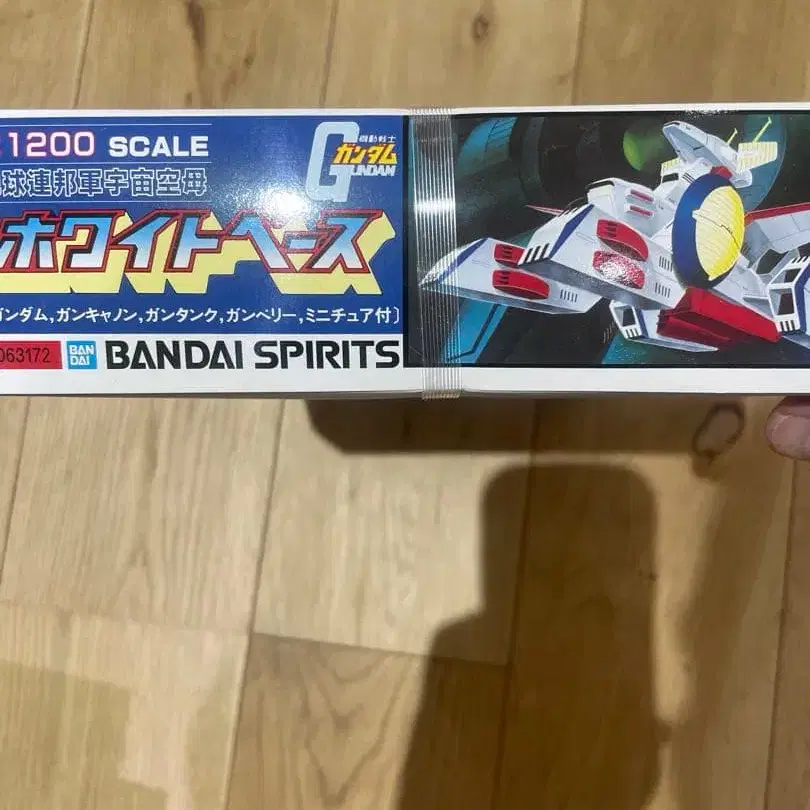 1200 SCALE
球連邦軍宇宙空母
機動戦士
ガンダム
GUNDAM
ホワイトベース
ガンダム,ガンキャノン,ガンタンク,ガンペリー,ミニチュア付〕
063172
BAN
DAI
BANDAI SPIRITS